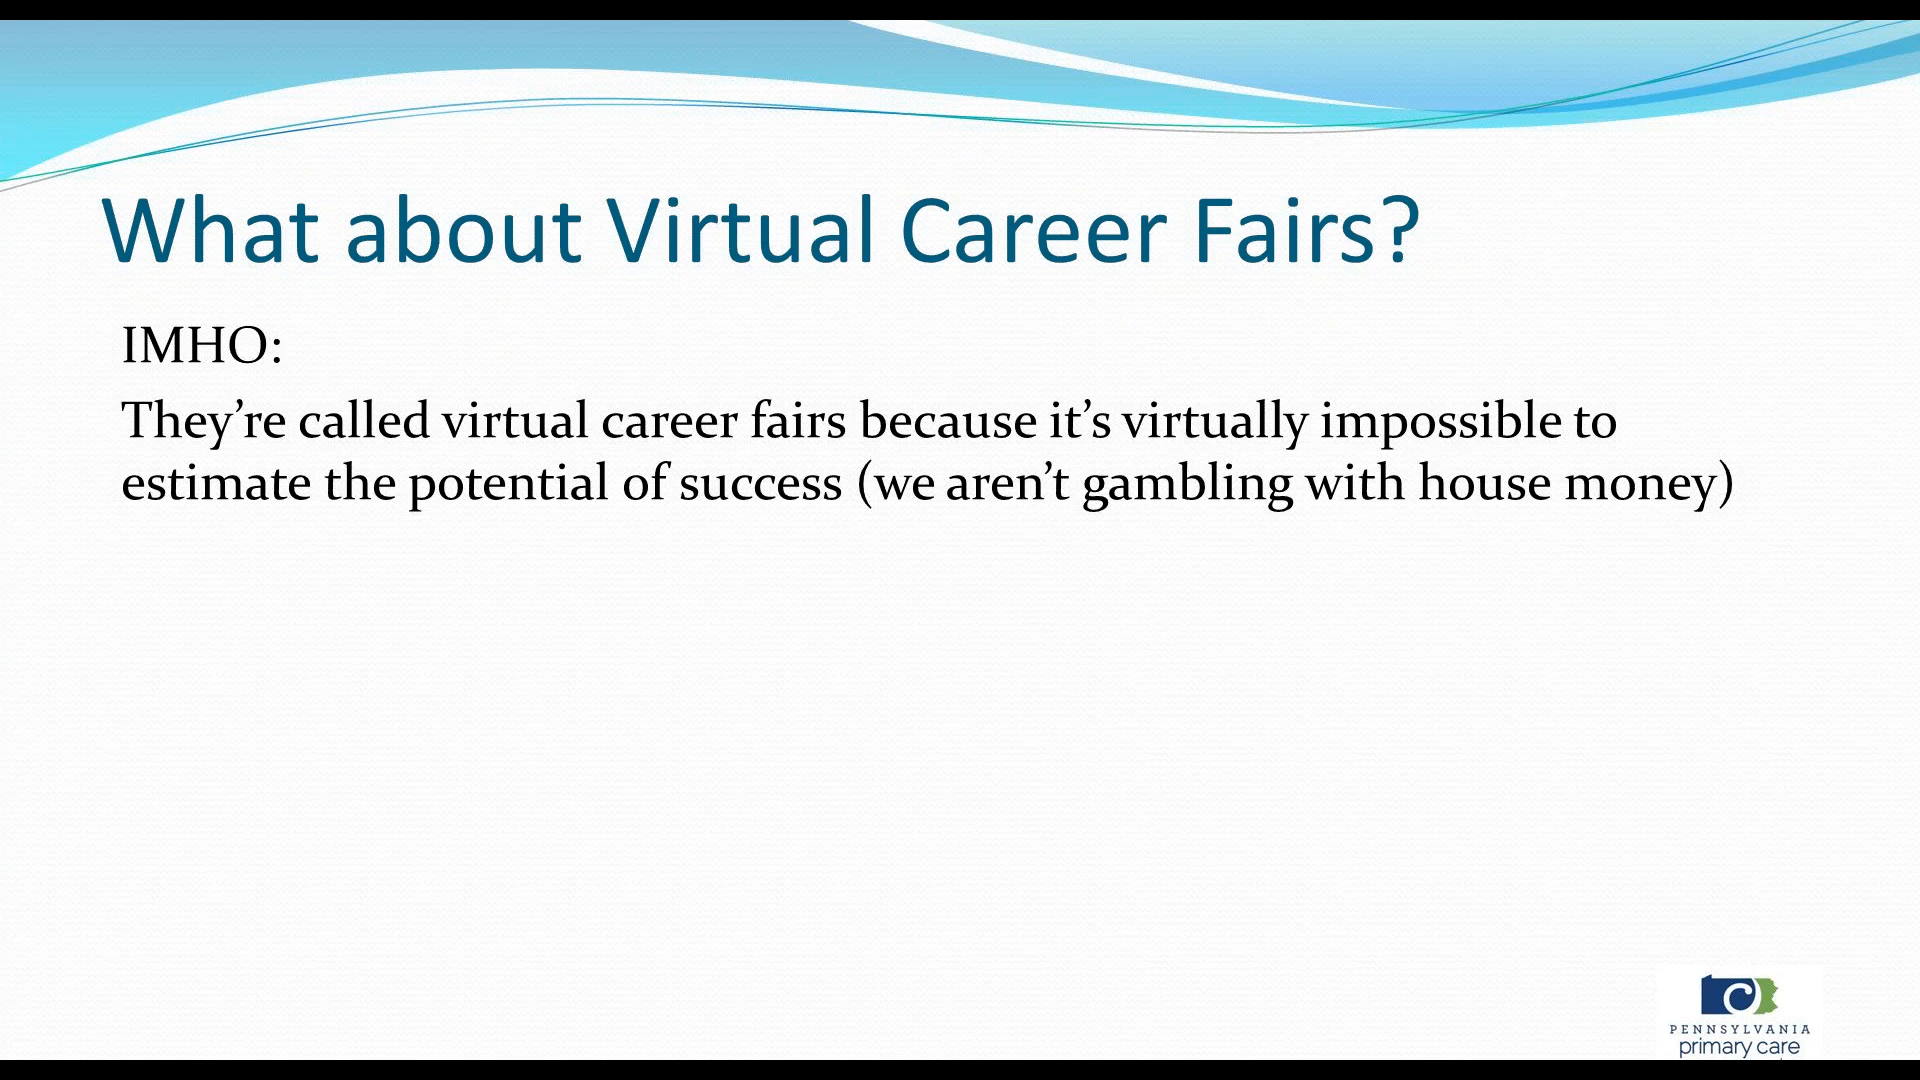 What about Virtual Career Fairs?
IMHO:
They’re called virtual career fairs because it’s virtually impossible to
estimate the potential of success (we aren’t gambling with house money)
PENNSYLVANIA
primary care